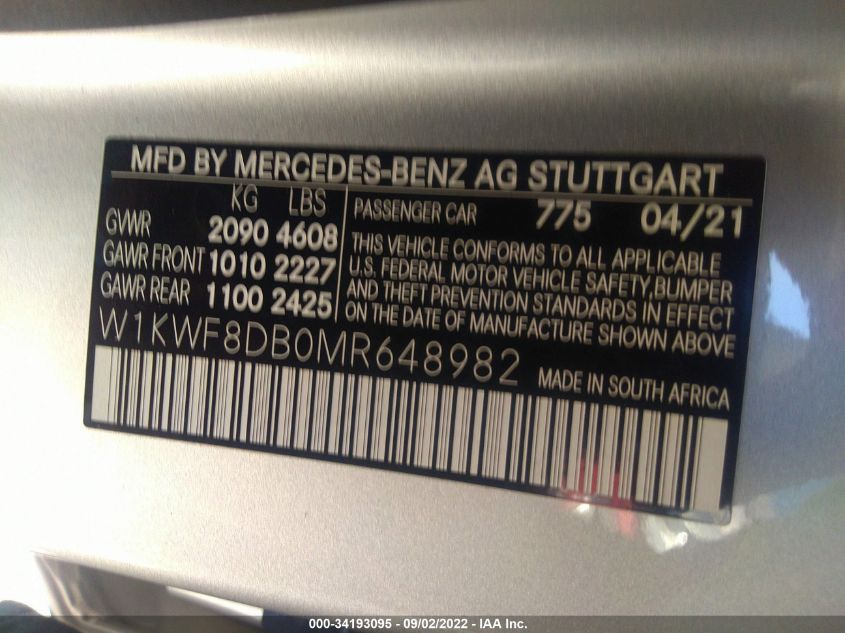 MFD BY MERCEDES-BENZ AG STUTTGART
KG LBS
GVWR 2090 4608
GAWR FRONT 1010 2227
GAWR REAR 1100 2425
PASSENGER CAR 775 04/21
THIS VEHICLE CONFORMS TO ALL APPLICABLE
U.S. FEDERAL MOTOR VEHICLE SAFETY,BUMPER
AND THEFT PREVENTION STANDARDS IN EFFECT
ON THE DATE OF MANUFACTURE SHOWN ABOVE
W1KWF8DB0MR648982
MADE IN SOUTH AFRICA
000-34193095 - 09/02/2022 - IAA Inc.